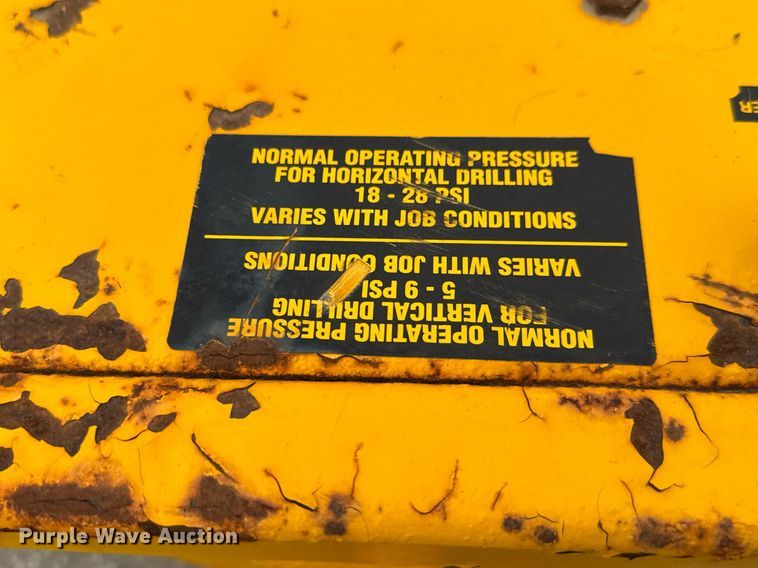 NORMAL OPERATING PRESSURE
FOR HORIZONTAL DRILLING
18 - 28 PSI
VARIES WITH JOB CONDITIONS
NORMAL OPERATING PRESSURE
FOR VERTICAL DRILLING
5 - 9 PSI
VARIES WITH JOB CONDITIONS
Purple Wave Auction